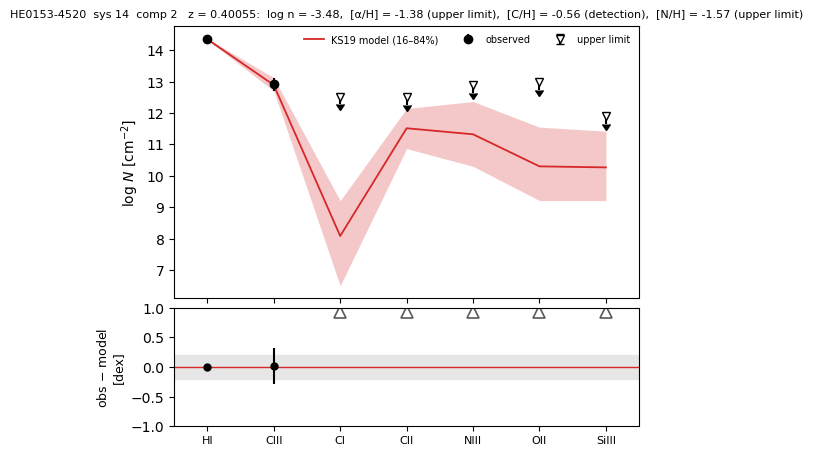 HE0153-4520  sys 14  comp 2   z = 0.40055:  log n = -3.48,  [α/H] = -1.38 (upper limit),  [C/H] = -0.56 (detection),  [N/H] = -1.57 (upper limit)
KS19 model (16–84%)
observed
upper limit
14
13
12
11
10
9
8
7
log N [cm⁻²]
1.0
0.5
0.0
−0.5
−1.0
obs − model
[dex]
HI
CIII
CI
CII
NIII
OII
SiIII